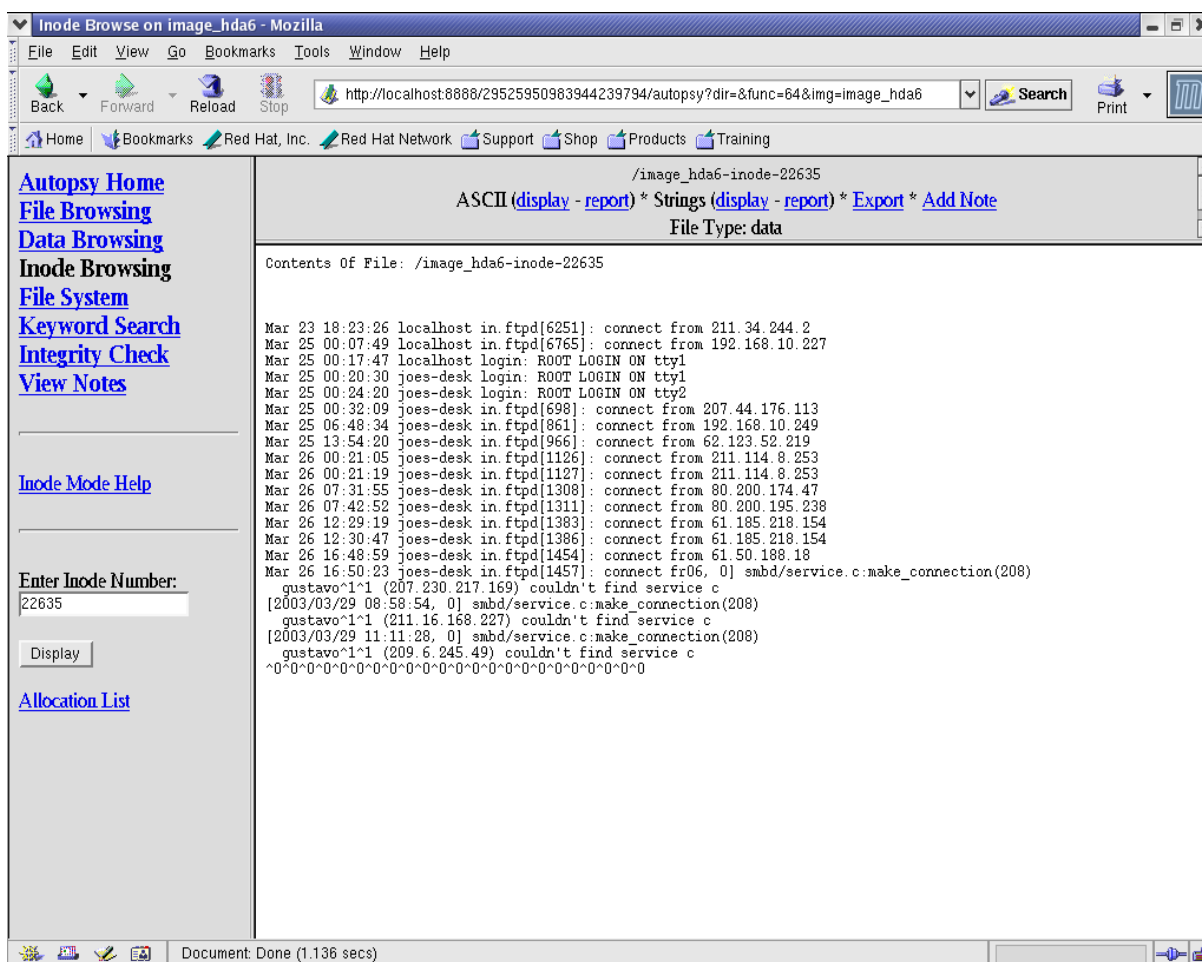 Inode Browse on image_hda6 - Mozilla
File Edit View Go Bookmarks Tools Window Help
Back Forward Reload Stop http://localhost:8888/29525950983944239794/autopsy?dir=&func=64&img=image_hda6 Search Print
Home Bookmarks Red Hat, Inc. Red Hat Network Support Shop Products Training
Autopsy Home
File Browsing
Data Browsing
Inode Browsing
File System
Keyword Search
Integrity Check
View Notes
Inode Mode Help
Enter Inode Number:
22635
Display
Allocation List
/image_hda6-inode-22635
ASCII (display - report) * Strings (display - report) * Export * Add Note
File Type: data
Contents Of File: /image_hda6-inode-22635
Mar 23 18:23:26 localhost in.ftpd[6251]: connect from 211.34.244.2
Mar 25 00:07:49 localhost in.ftpd[6765]: connect from 192.168.10.227
Mar 25 00:17:47 localhost login: ROOT LOGIN ON tty1
Mar 25 00:20:30 joes-desk login: ROOT LOGIN ON tty1
Mar 25 00:24:20 joes-desk login: ROOT LOGIN ON tty2
Mar 25 00:32:09 joes-desk in.ftpd[698]: connect from 207.44.176.113
Mar 25 06:48:34 joes-desk in.ftpd[861]: connect from 192.168.10.249
Mar 25 13:54:20 joes-desk in.ftpd[966]: connect from 62.123.52.219
Mar 26 00:21:05 joes-desk in.ftpd[1126]: connect from 211.114.8.253
Mar 26 00:21:19 joes-desk in.ftpd[1127]: connect from 211.114.8.253
Mar 26 07:31:55 joes-desk in.ftpd[1308]: connect from 80.200.174.47
Mar 26 07:42:52 joes-desk in.ftpd[1311]: connect from 80.200.195.238
Mar 26 12:29:19 joes-desk in.ftpd[1383]: connect from 61.185.218.154
Mar 26 12:30:47 joes-desk in.ftpd[1386]: connect from 61.185.218.154
Mar 26 16:48:59 joes-desk in.ftpd[1454]: connect from 61.50.188.18
Mar 26 16:50:23 joes-desk in.ftpd[1457]: connect fr06, 0] smbd/service.c:make_connection(208)
gustavo^1^1 (207.230.217.169) couldn't find service c
[2003/03/29 08:58:54, 0] smbd/service.c:make_connection(208)
gustavo^1^1 (211.16.168.227) couldn't find service c
[2003/03/29 11:11:28, 0] smbd/service.c:make_connection(208)
gustavo^1^1 (209.6.245.49) couldn't find service c
^0^0^0^0^0^0^0^0^0^0^0^0^0^0^0^0^0^0^0^0^0^0^0
Document: Done (1.136 secs)